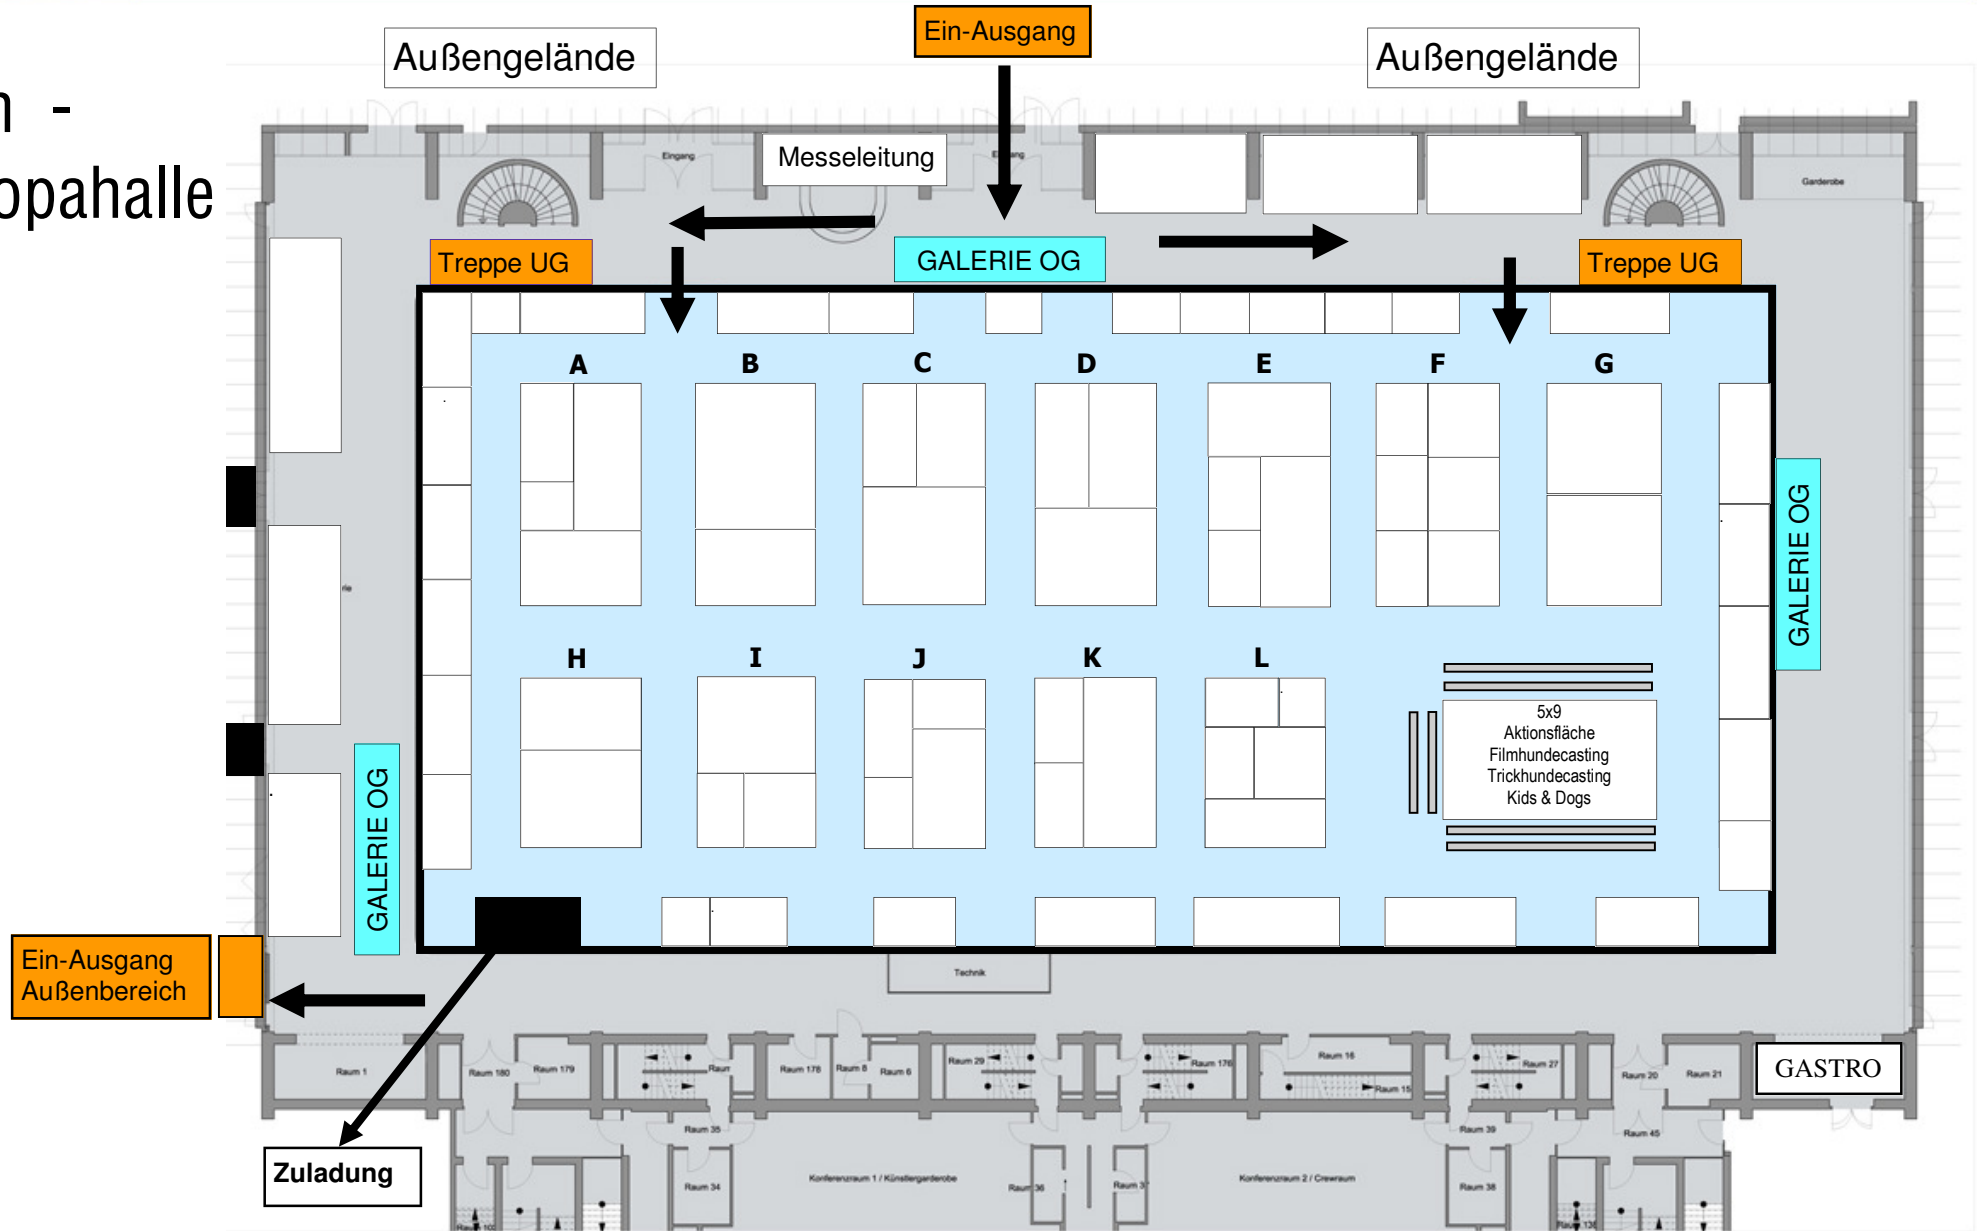 Ein-Ausgang
Außengelände
Außengelände
n -
opahalle
Eingang
Messeleitung
Garderobe
Treppe UG
GALERIE OG
Treppe UG
A
B
C
D
E
F
G
GALERIE OG
H
I
J
K
L
5x9
Aktionsfläche
Filmhundecasting
Trickhundecasting
Kids & Dogs
GALERIE OG
Ein-Ausgang
Außenbereich
Technik
Raum 1
Raum 180
Raum 179
Raum 178
Raum 8
Raum 6
Raum 29
Raum 176
Raum 16
Raum 15
Raum 27
Raum 20
Raum 21
GASTRO
Raum 35
Raum 39
Raum 45
Zuladung
Raum 34
Konferenzraum 1 / Künstlergarderobe
Raum 36
Konferenzraum 2 / Crewraum
Raum 38